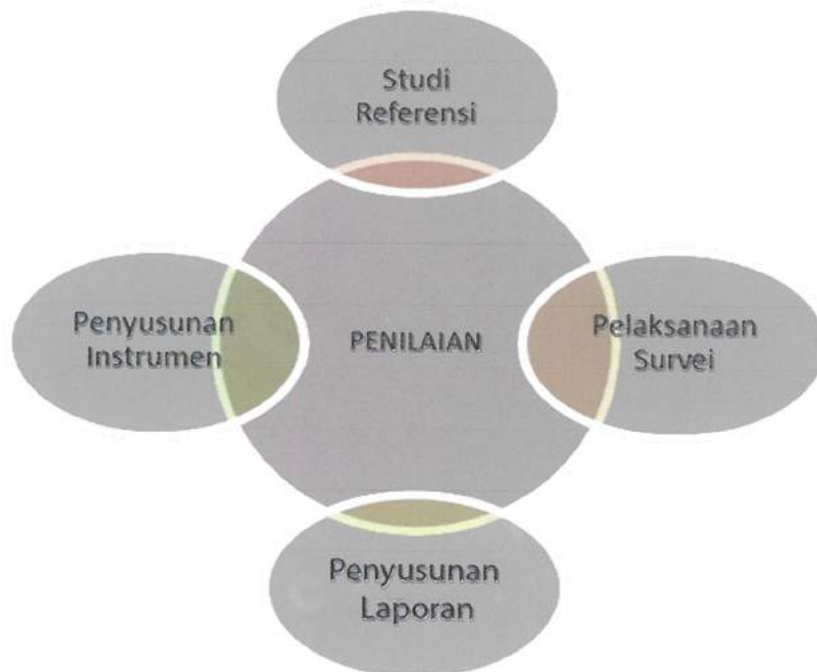 Studi
Referensi
Penyusunan
Instrumen
PENILAIAN
Pelaksanaan
Survei
Penyusunan
Laporan